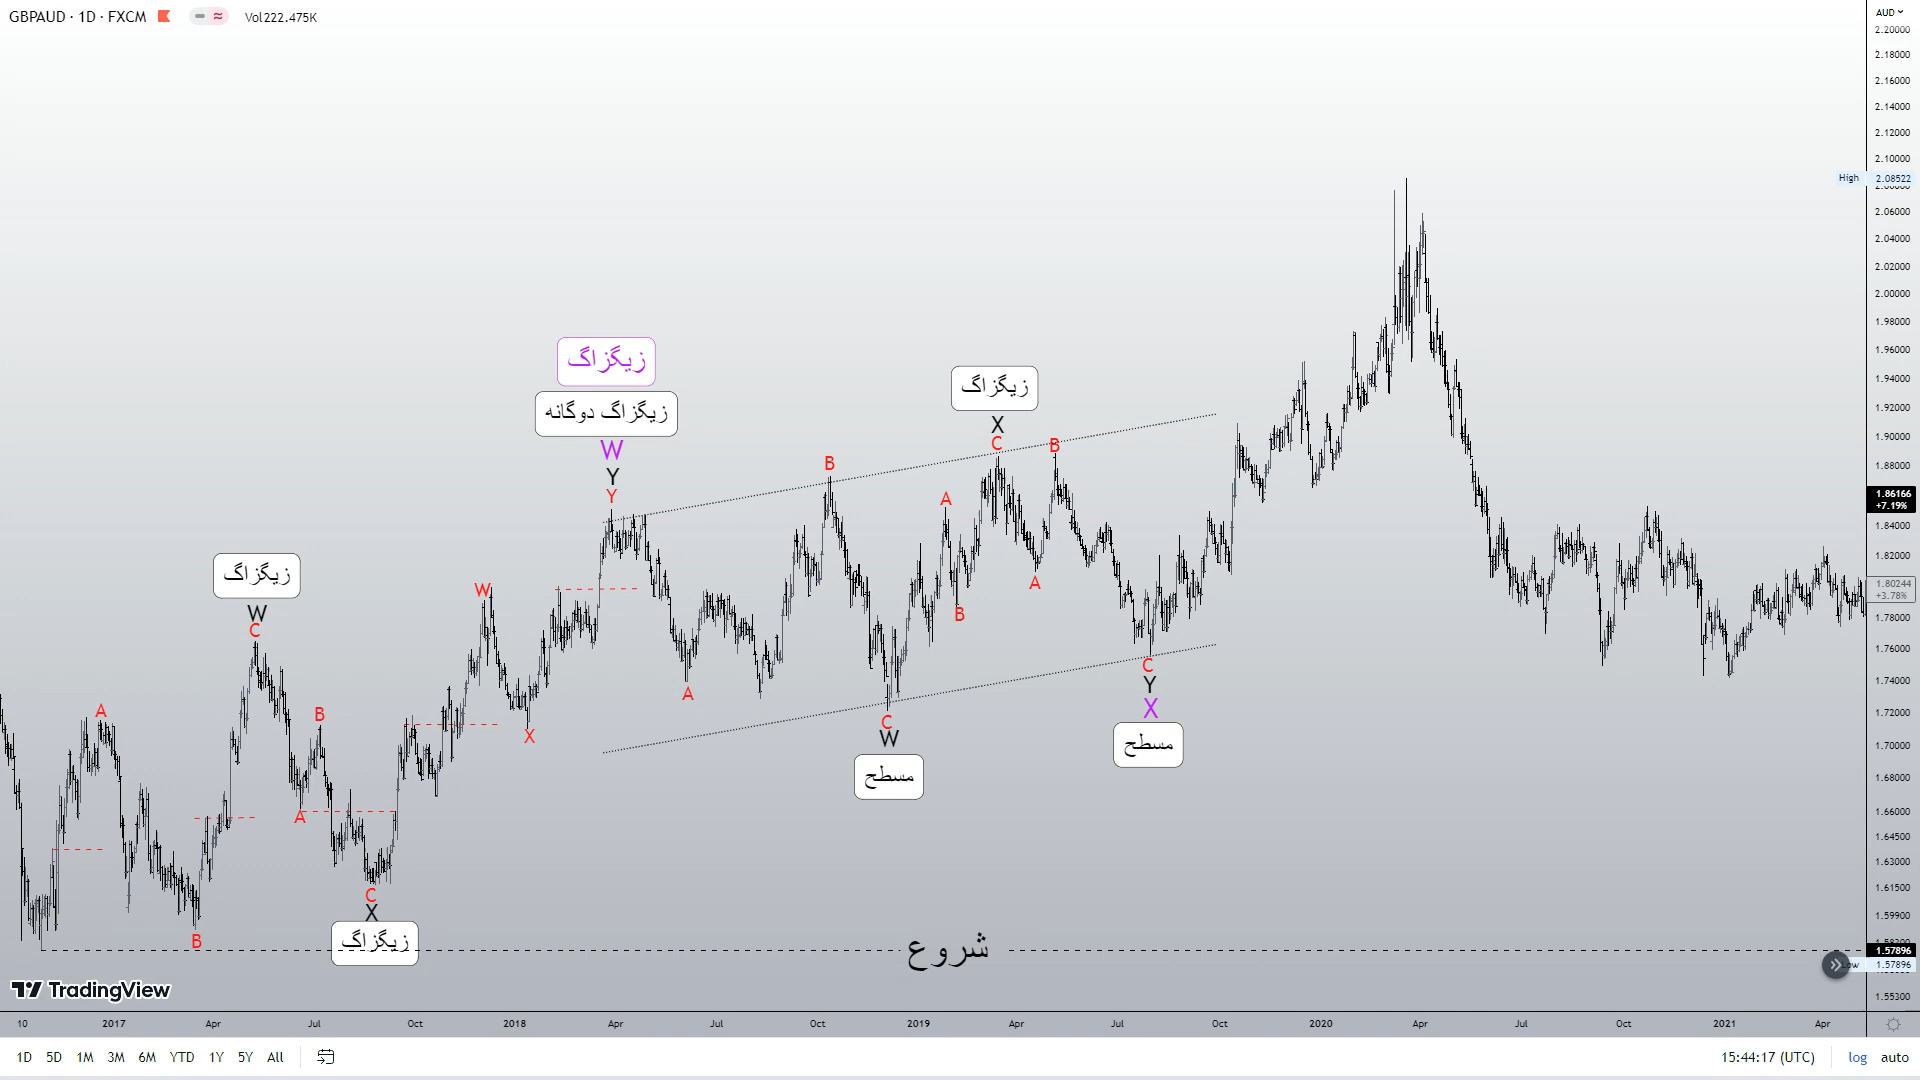 GBPAUD · 1D · FXCM Vol222.475K
AUD
2.20000
2.18000
2.16000
2.14000
2.12000
2.10000
High 2.08522
2.06000
2.04000
2.02000
2.00000
1.98000
1.96000
1.94000
1.92000
1.90000
1.88000
1.86166
+7.19%
1.84000
1.82000
1.80244
+3.78%
1.78000
1.76000
1.74000
1.72000
1.70000
1.68000
1.66000
1.64500
1.63000
1.61500
1.59900
1.57896
Low 1.57896
1.55300
زیگزاگ
زیگزاگ دوگانه
W
Y
Y
زیگزاگ
X
C
B
B
A
زیگزاگ
W
C
W
A
B
A
B
A
X
A
B
C
W
مسطح
C
Y
X
مسطح
B
C
X
زیگزاگ
شروع
TradingView
10 2017 Apr Jul Oct 2018 Apr Jul Oct 2019 Apr Jul Oct 2020 Apr Jul Oct 2021 Apr
1D 5D 1M 3M 6M YTD 1Y 5Y All 15:44:17 (UTC) log auto